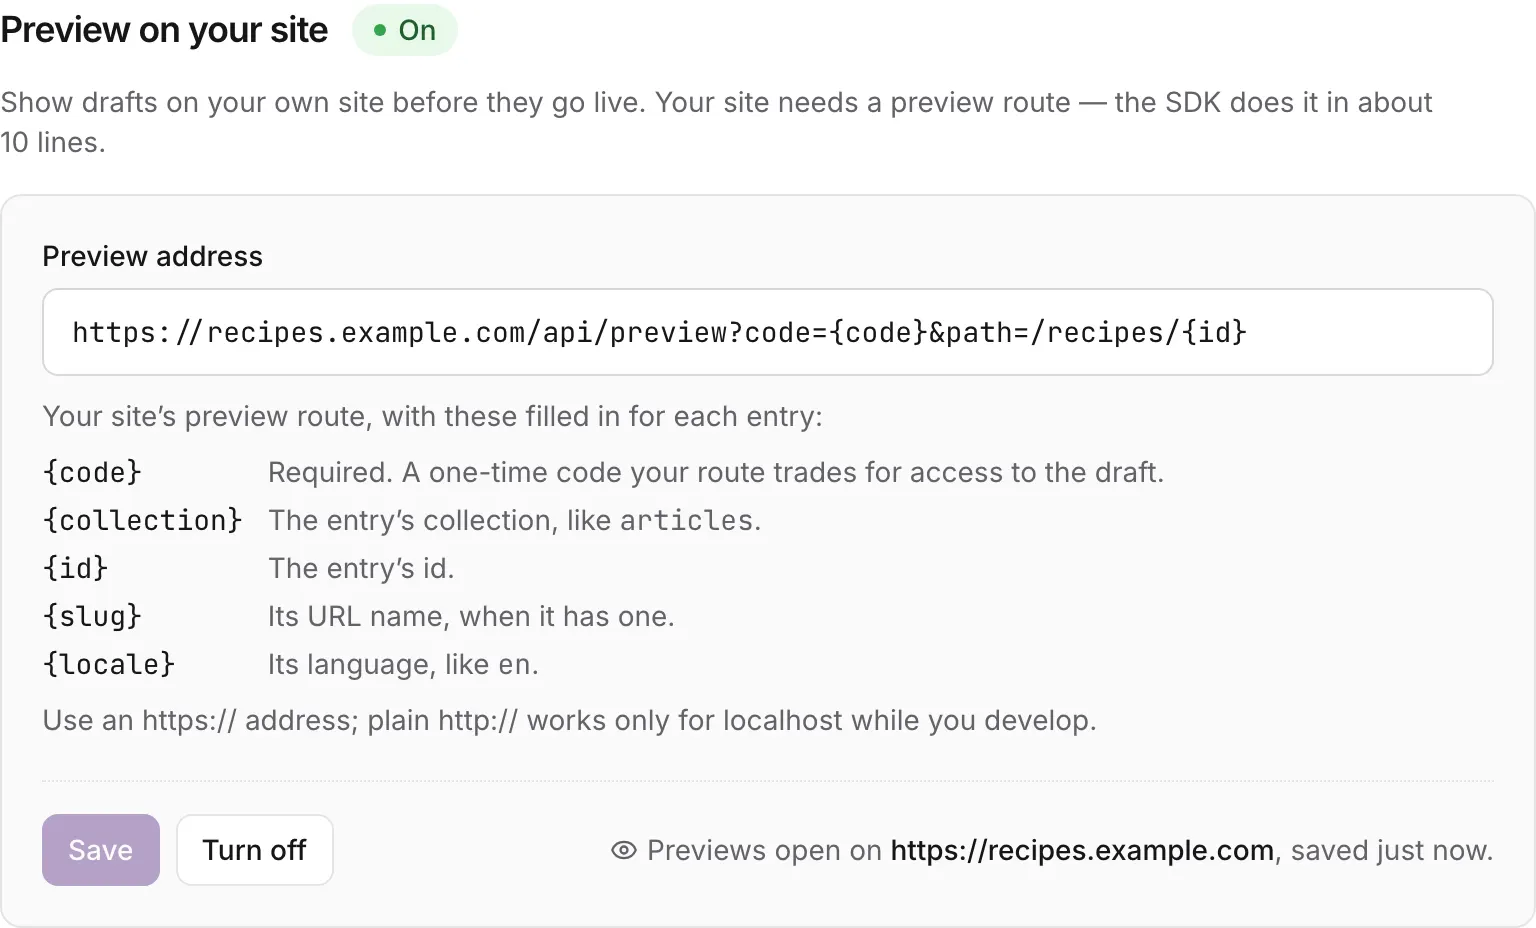 Preview on your site
On
Show drafts on your own site before they go live. Your site needs a preview route — the SDK does it in about
10 lines.
Preview address
https://recipes.example.com/api/preview?code={code}&path=/recipes/{id}
Your site’s preview route, with these filled in for each entry:
{code} Required. A one-time code your route trades for access to the draft.
{collection} The entry’s collection, like articles.
{id} The entry’s id.
{slug} Its URL name, when it has one.
{locale} Its language, like en.
Use an https:// address; plain http:// works only for localhost while you develop.
Save Turn off Previews open on https://recipes.example.com, saved just now.